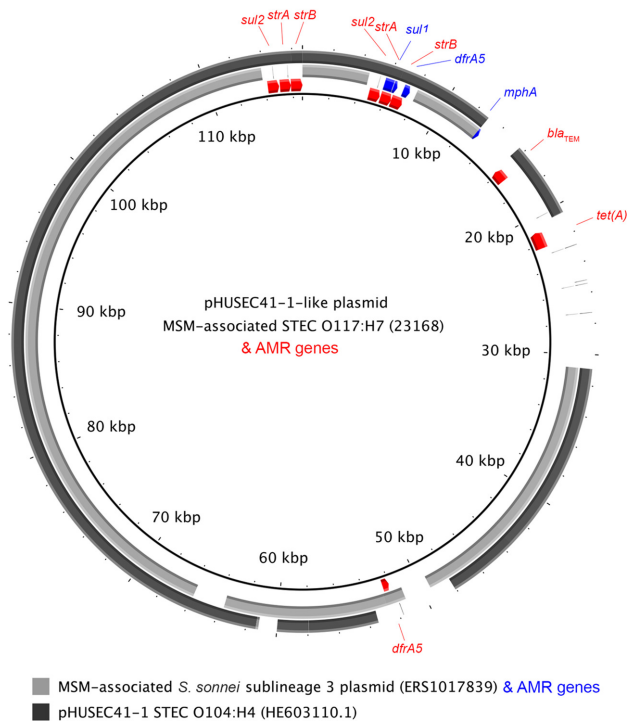 sul2 strA strB
sul2 strA sul1
strB
dfrA5
mphA
blaTEM
tet(A)
10 kbp
20 kbp
30 kbp
40 kbp
50 kbp
60 kbp
70 kbp
80 kbp
90 kbp
100 kbp
110 kbp
pHUSEC41-1-like plasmid
MSM-associated STEC O117:H7 (23168)
& AMR genes
dfrA5
MSM-associated S. sonnei sublineage 3 plasmid (ERS1017839) & AMR genes
pHUSEC41-1 STEC O104:H4 (HE603110.1)